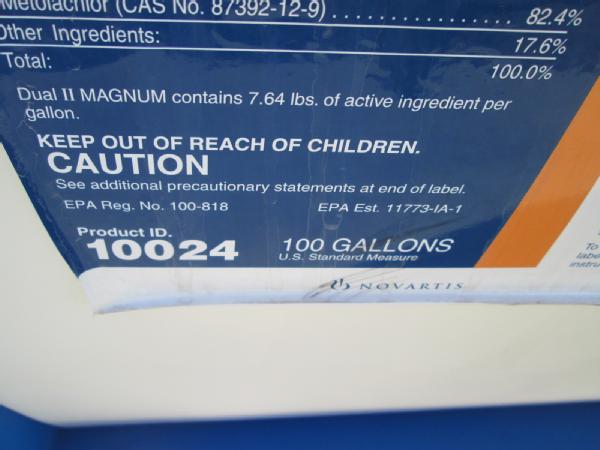 Metolachlor (CAS No. 87392-12-9) ........................ 82.4%
Other Ingredients: 17.6%
Total: 100.0%
Dual II MAGNUM contains 7.64 lbs. of active ingredient per
gallon.
KEEP OUT OF REACH OF CHILDREN.
CAUTION
See additional precautionary statements at end of label.
EPA Reg. No. 100-818 EPA Est. 11773-IA-1
Product ID.
10024 100 GALLONS
U.S. Standard Measure
NOVARTIS
To
labe
instru